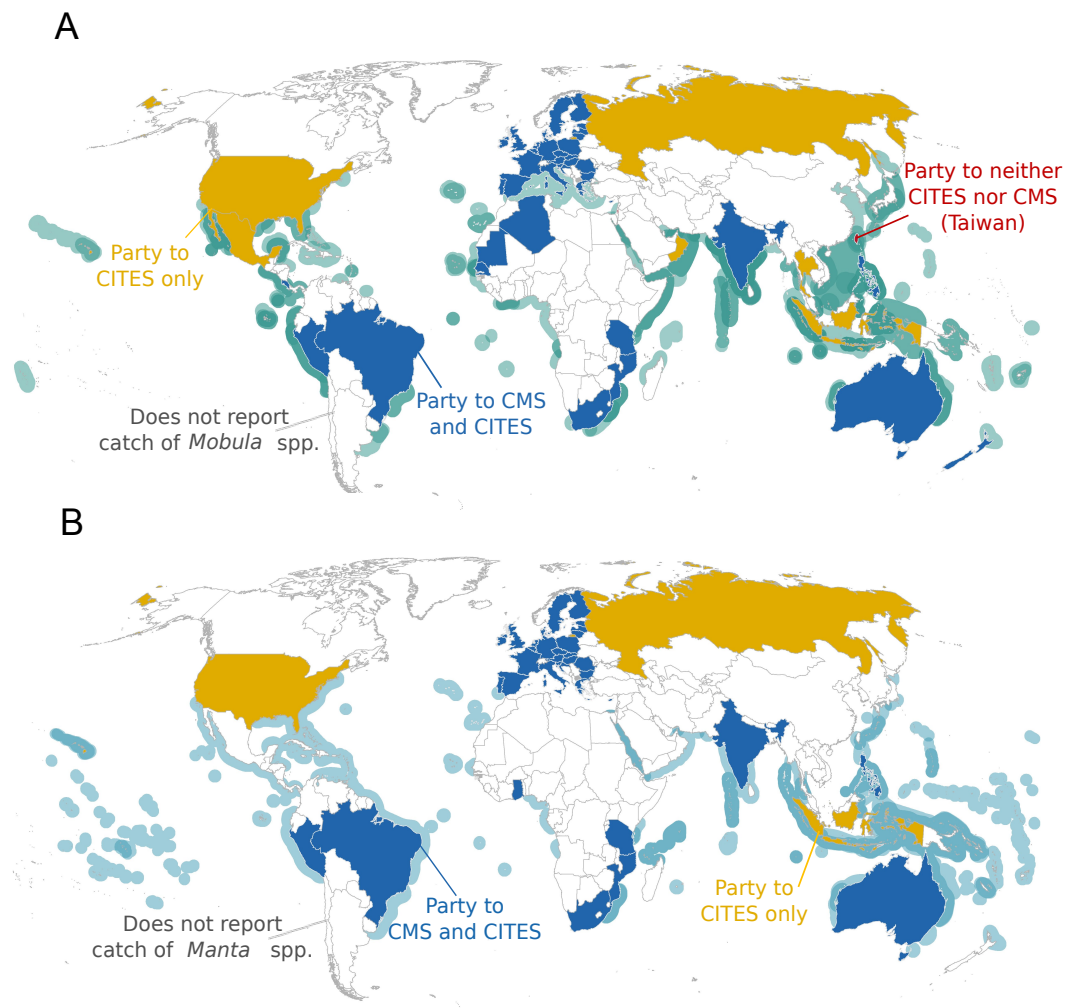 A
Party to neither
CITES nor CMS
(Taiwan)
Party to
CITES only
Does not report
catch of Mobula spp.
Party to CMS
and CITES
B
Party to
CITES only
Party to
CMS and CITES
Does not report
catch of Manta spp.